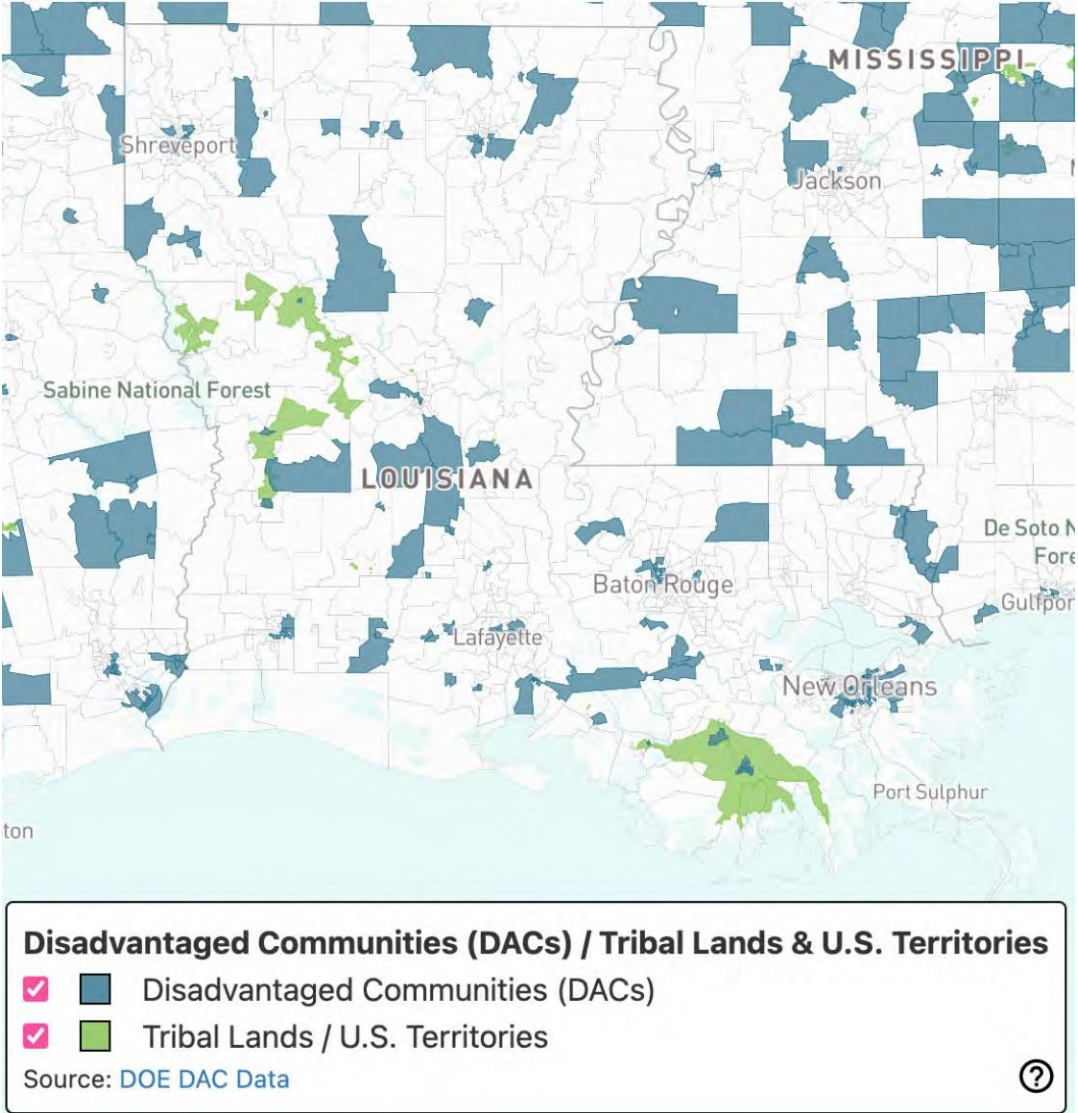 MISSISSIPPI
Shreveport
Jackson
Sabine National Forest
LOUISIANA
De Soto N
Fore
Baton Rouge
Gulfpor
Lafayette
New Orleans
Port Sulphur
ton
Disadvantaged Communities (DACs) / Tribal Lands & U.S. Territories
Disadvantaged Communities (DACs)
Tribal Lands / U.S. Territories
Source: DOE DAC Data
?